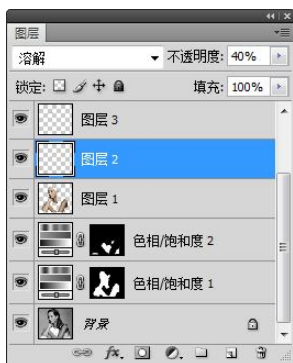 图层
溶解 不透明度: 40%
锁定: 填充: 100%
图层 3
图层 2
图层 1
色相/饱和度 2
色相/饱和度 1
背景
fx.